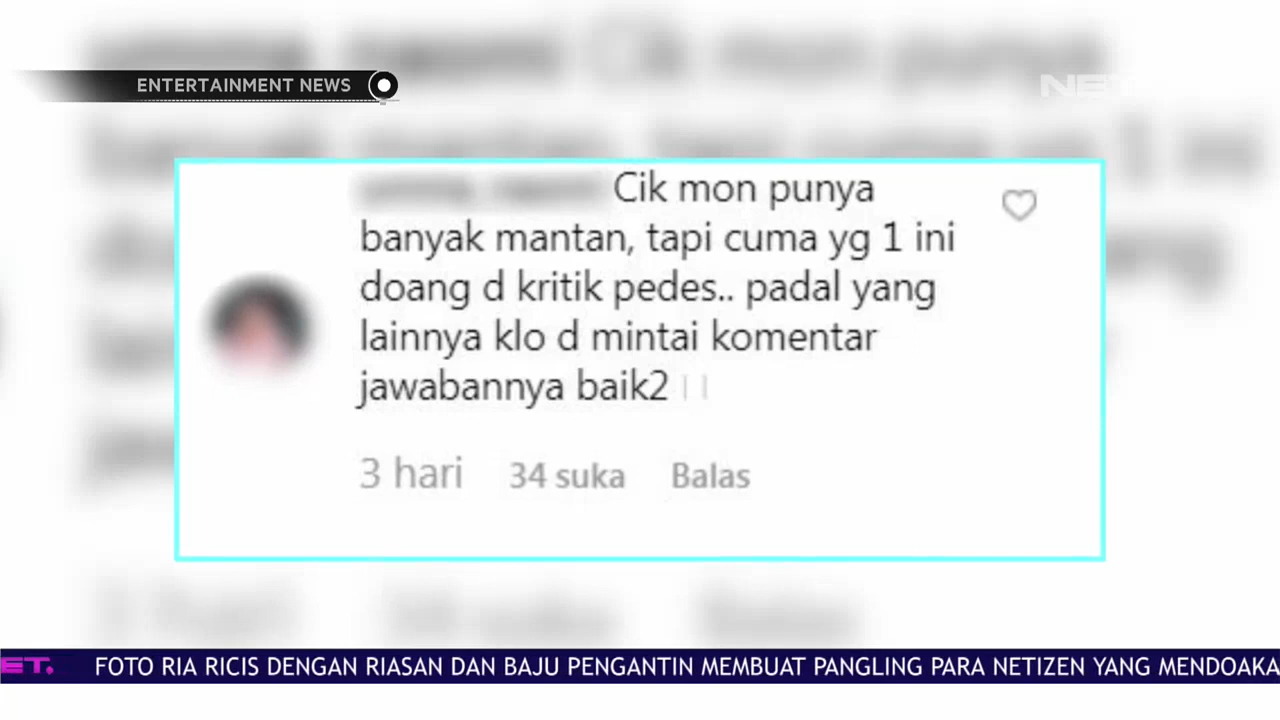 ENTERTAINMENT NEWS
NET
Cik mon punya
banyak mantan, tapi cuma yg 1 ini
doang d kritik pedes.. padal yang
lainnya klo d mintai komentar
jawabannya baik2
3 hari 34 suka Balas
ET. FOTO RIA RICIS DENGAN RIASAN DAN BAJU PENGANTIN MEMBUAT PANGLING PARA NETIZEN YANG MENDOAKA